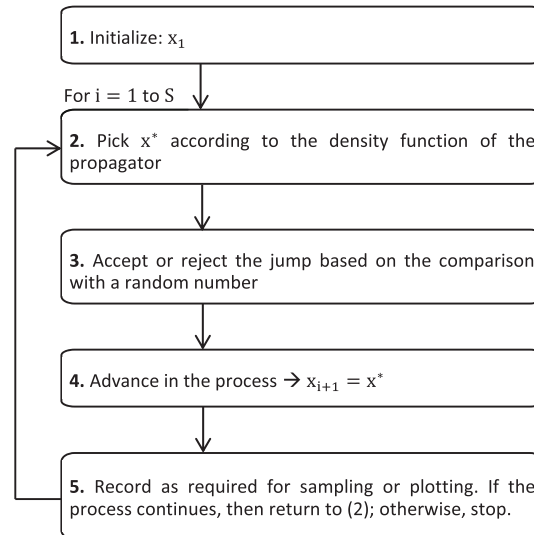 1. Initialize: x₁
For i = 1 to S
2. Pick x* according to the density function of the
propagator
3. Accept or reject the jump based on the comparison
with a random number
4. Advance in the process → xᵢ₊₁ = x*
5. Record as required for sampling or plotting. If the
process continues, then return to (2); otherwise, stop.